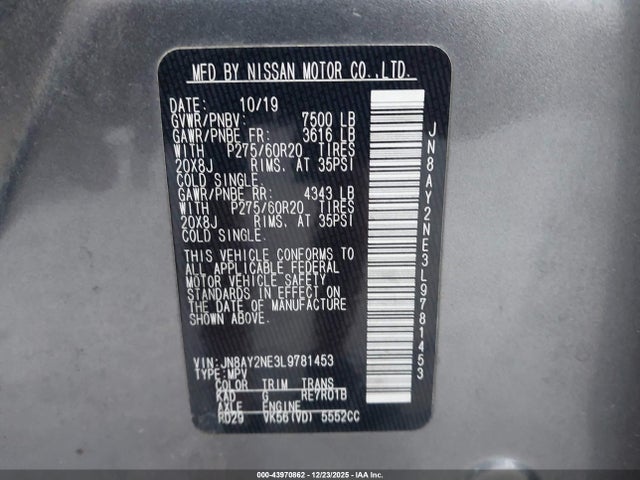 MFD BY NISSAN MOTOR CO.,LTD.
DATE: 10/19
GVWR/PNBV: 7500 LB
GAWR/PNBE FR: 3616 LB
WITH P275/60R20 TIRES
20X8J RIMS, AT 35PSI
COLD SINGLE.
GAWR/PNBE RR: 4343 LB
WITH P275/60R20 TIRES
20X8J RIMS, AT 35PSI
COLD SINGLE.
THIS VEHICLE CONFORMS TO
ALL APPLICABLE FEDERAL
MOTOR VEHICLE SAFETY
STANDARDS IN EFFECT ON
THE DATE OF MANUFACTURE
SHOWN ABOVE.
VIN: JN8AY2NE3L9781453
TYPE: MPV
COLOR TRIM TRANS
KAD G RE7R01B
AXLE ENGINE
RD29 VK56(VD) 5552CC
JN8AY2NE3L9781453
000-43970862 - 12/23/2025 - IAA Inc.